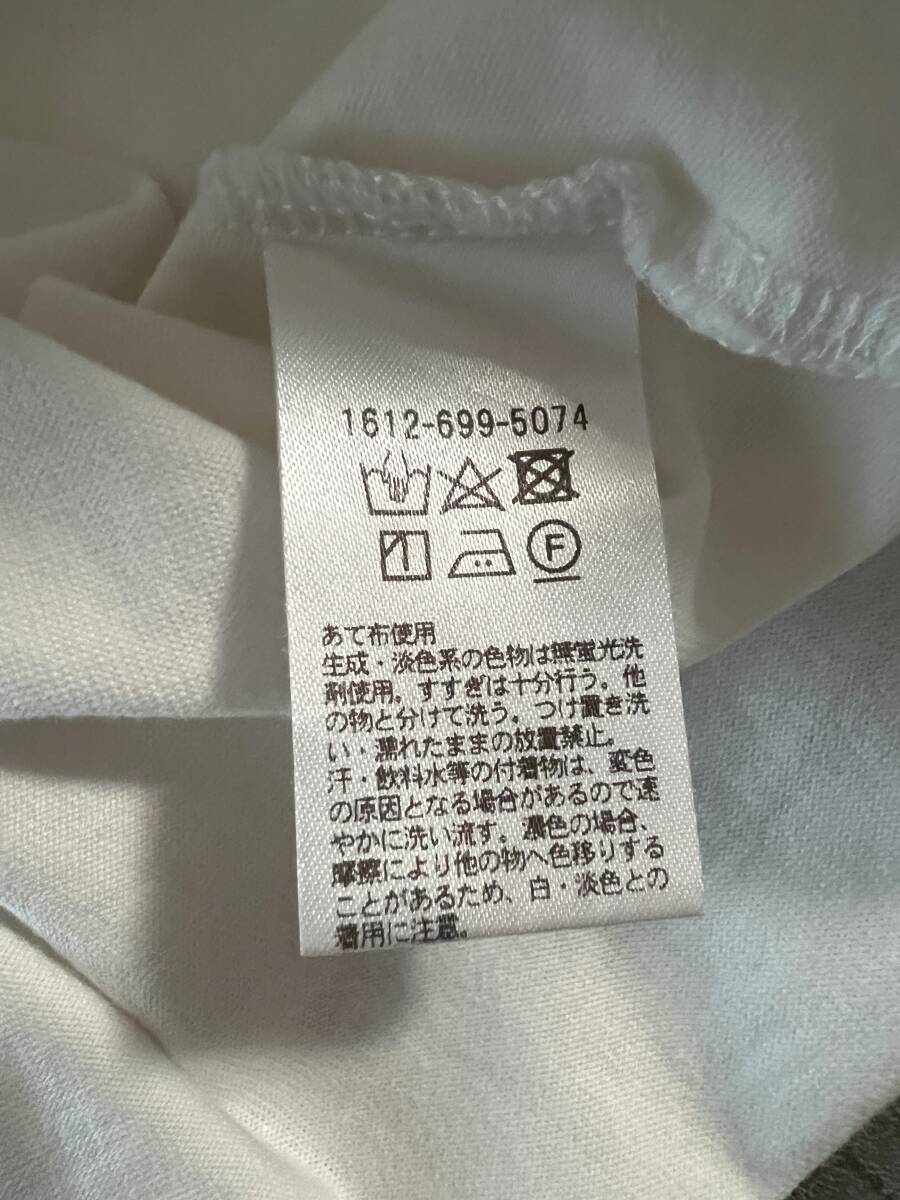 1612-699-5074
F
あて布使用
生成・淡色系の色物は無蛍光洗
剤使用。すすぎは十分行う。他
の物と分けて洗う。つけ置き洗
い・濡れたままの放置禁止。
汗・飲料水等の付着物は、変色
の原因となる場合があるので速
やかに洗い流す。濃色の場合、
摩擦により他の物へ色移りする
ことがあるため、白・淡色との
着用に注意。